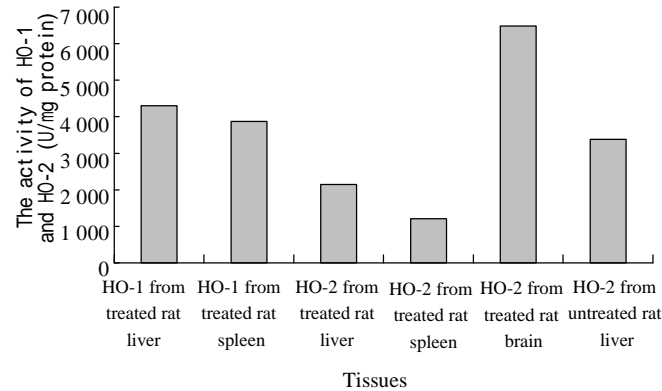 The activity of HO-1
and HO-2 (U/mg protein)
7 000
6 000
5 000
4 000
3 000
2 000
1 000
0
HO-1 from treated rat liver
HO-1 from treated rat spleen
HO-2 from treated rat liver
HO-2 from treated rat spleen
HO-2 from treated rat brain
HO-2 from untreated rat liver
Tissues